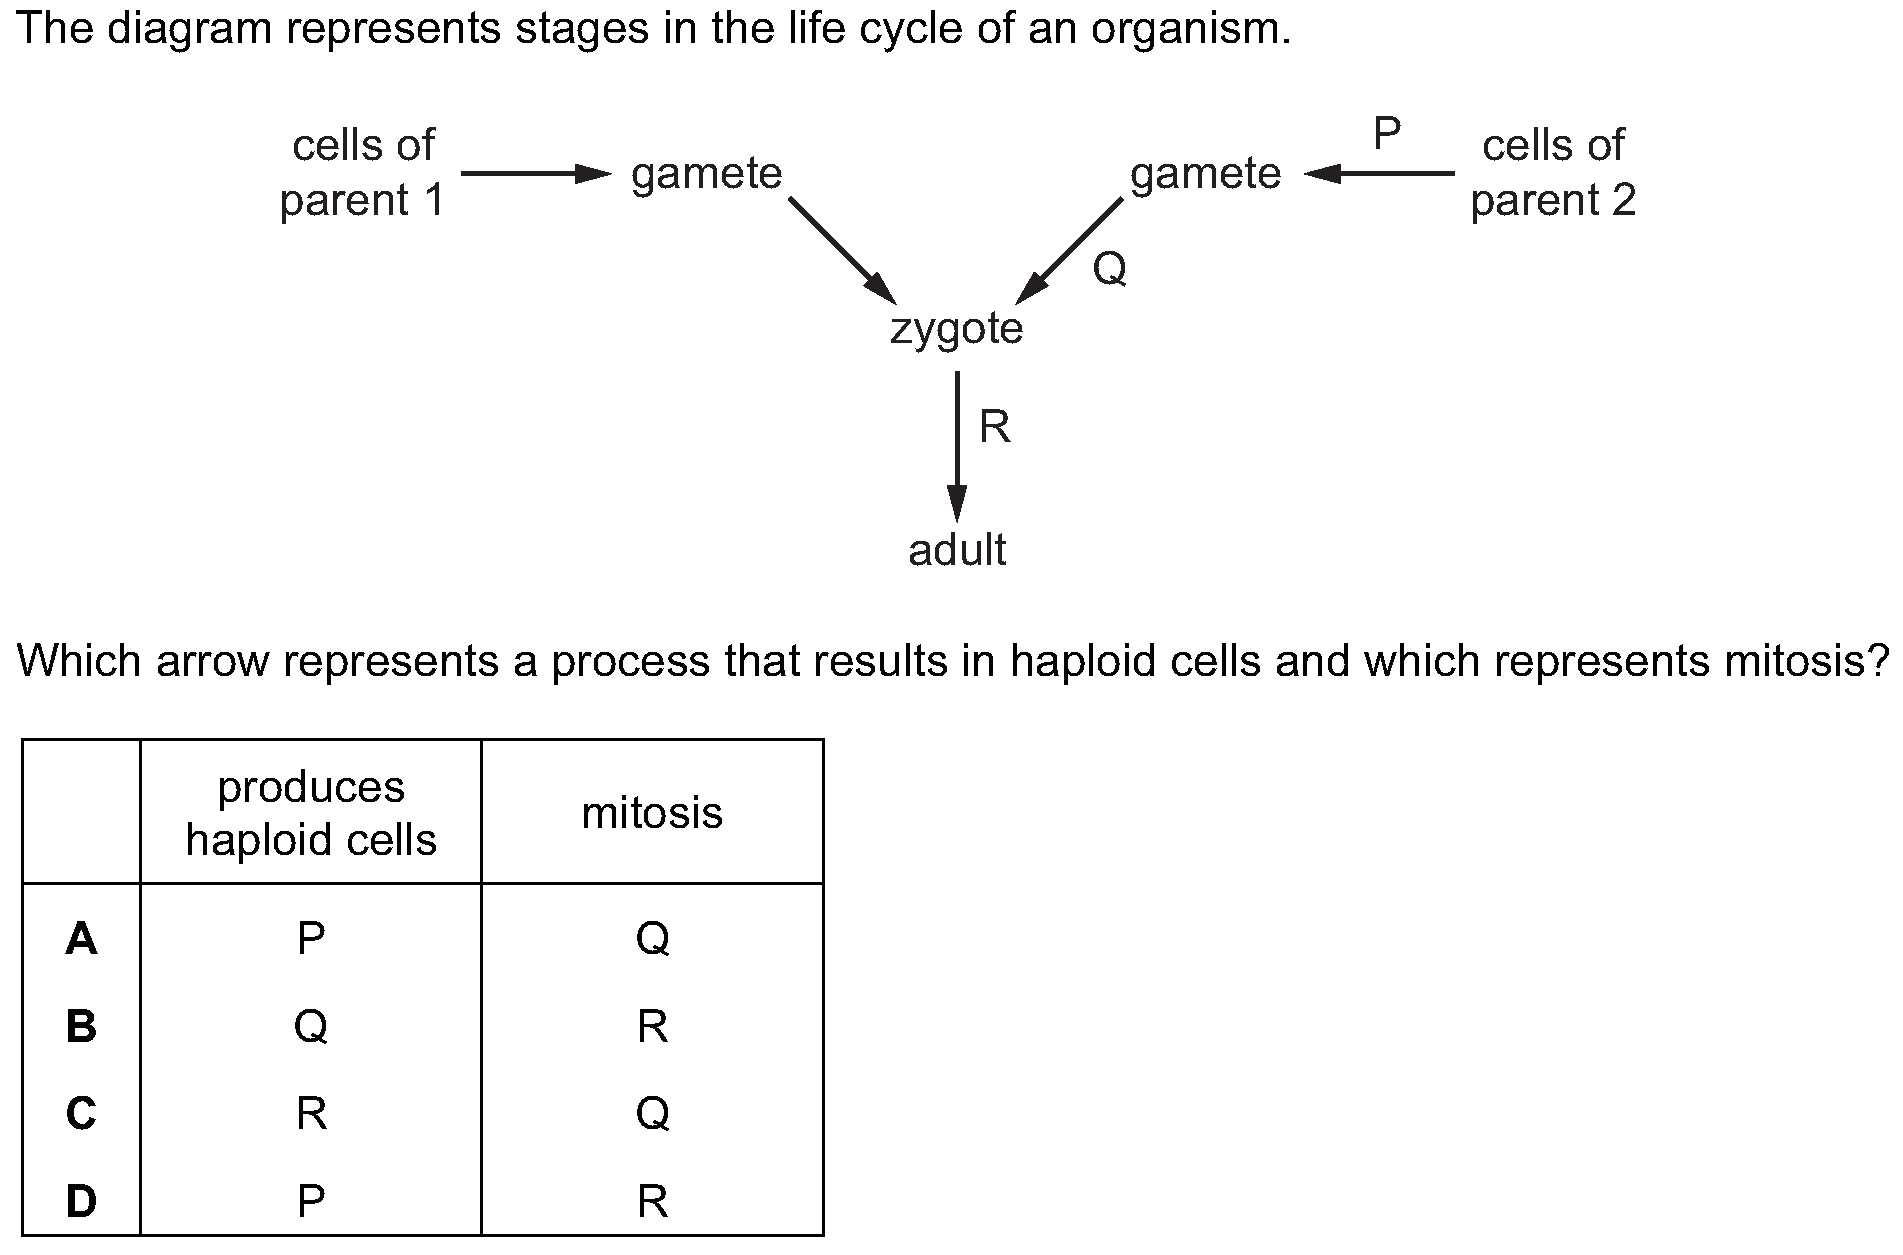 The diagram represents stages in the life cycle of an organism.
cells of
parent 1
gamete
gamete
P
cells of
parent 2
Q
zygote
R
adult
Which arrow represents a process that results in haploid cells and which represents mitosis?
produces
haploid cells
mitosis
A P Q
B Q R
C R Q
D P R